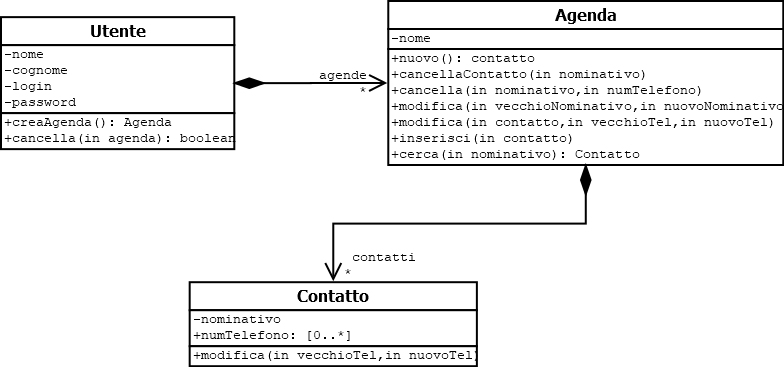 Utente
-nome
-cognome
-login
-password
+creaAgenda(): Agenda
+cancella(in agenda): boolean
agende
*
Agenda
-nome
+nuovo(): contatto
+cancellaContatto(in nominativo)
+cancella(in nominativo,in numTelefono)
+modifica(in vecchioNominativo,in nuovoNominativo
+modifica(in contatto,in vecchioTel,in nuovoTel)
+inserisci(in contatto)
+cerca(in nominativo): Contatto
contatti
*
Contatto
-nominativo
+numTelefono: [0..*]
+modifica(in vecchioTel,in nuovoTel)